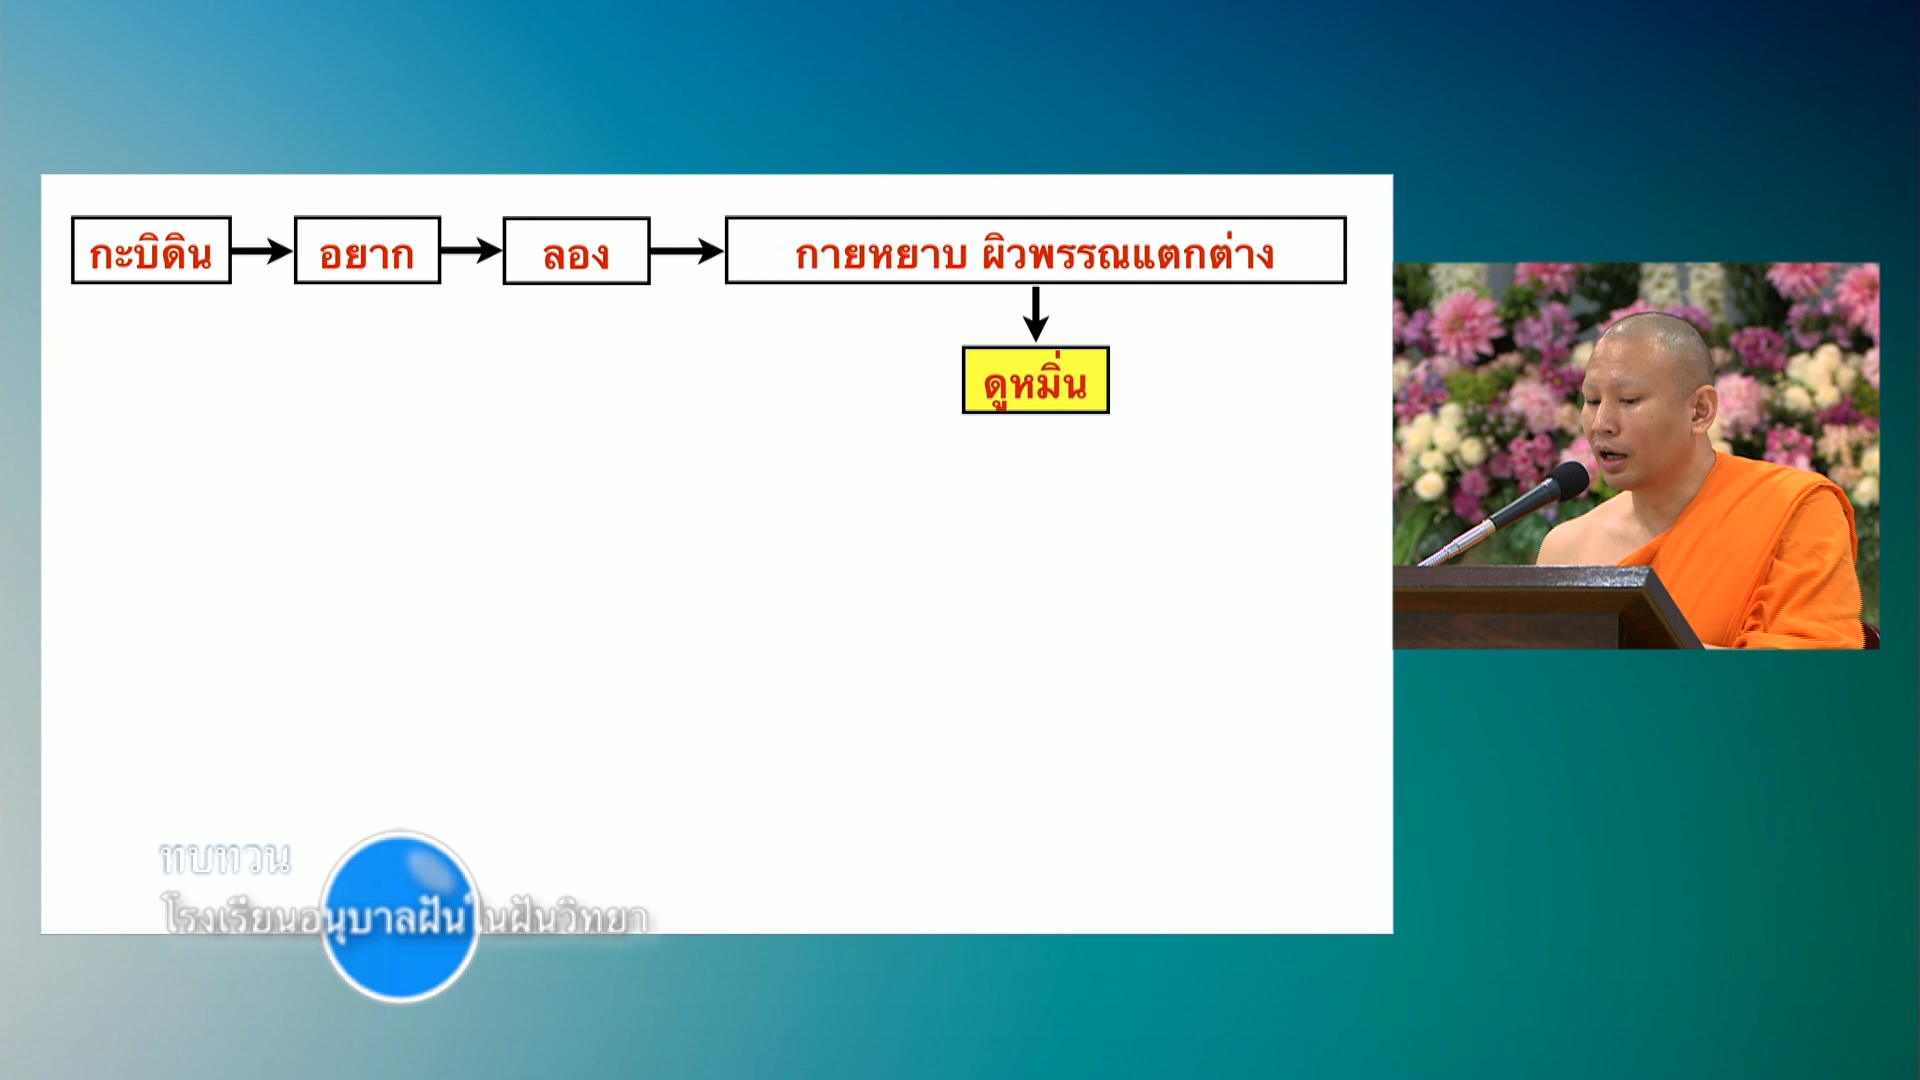 กะบิดิน
อยาก
ลอง
กายหยาบ ผิวพรรณแตกต่าง
ดูหมิ่น
ทบทวน
โรงเรียนอนุบาลฝันในฝันวิทยา